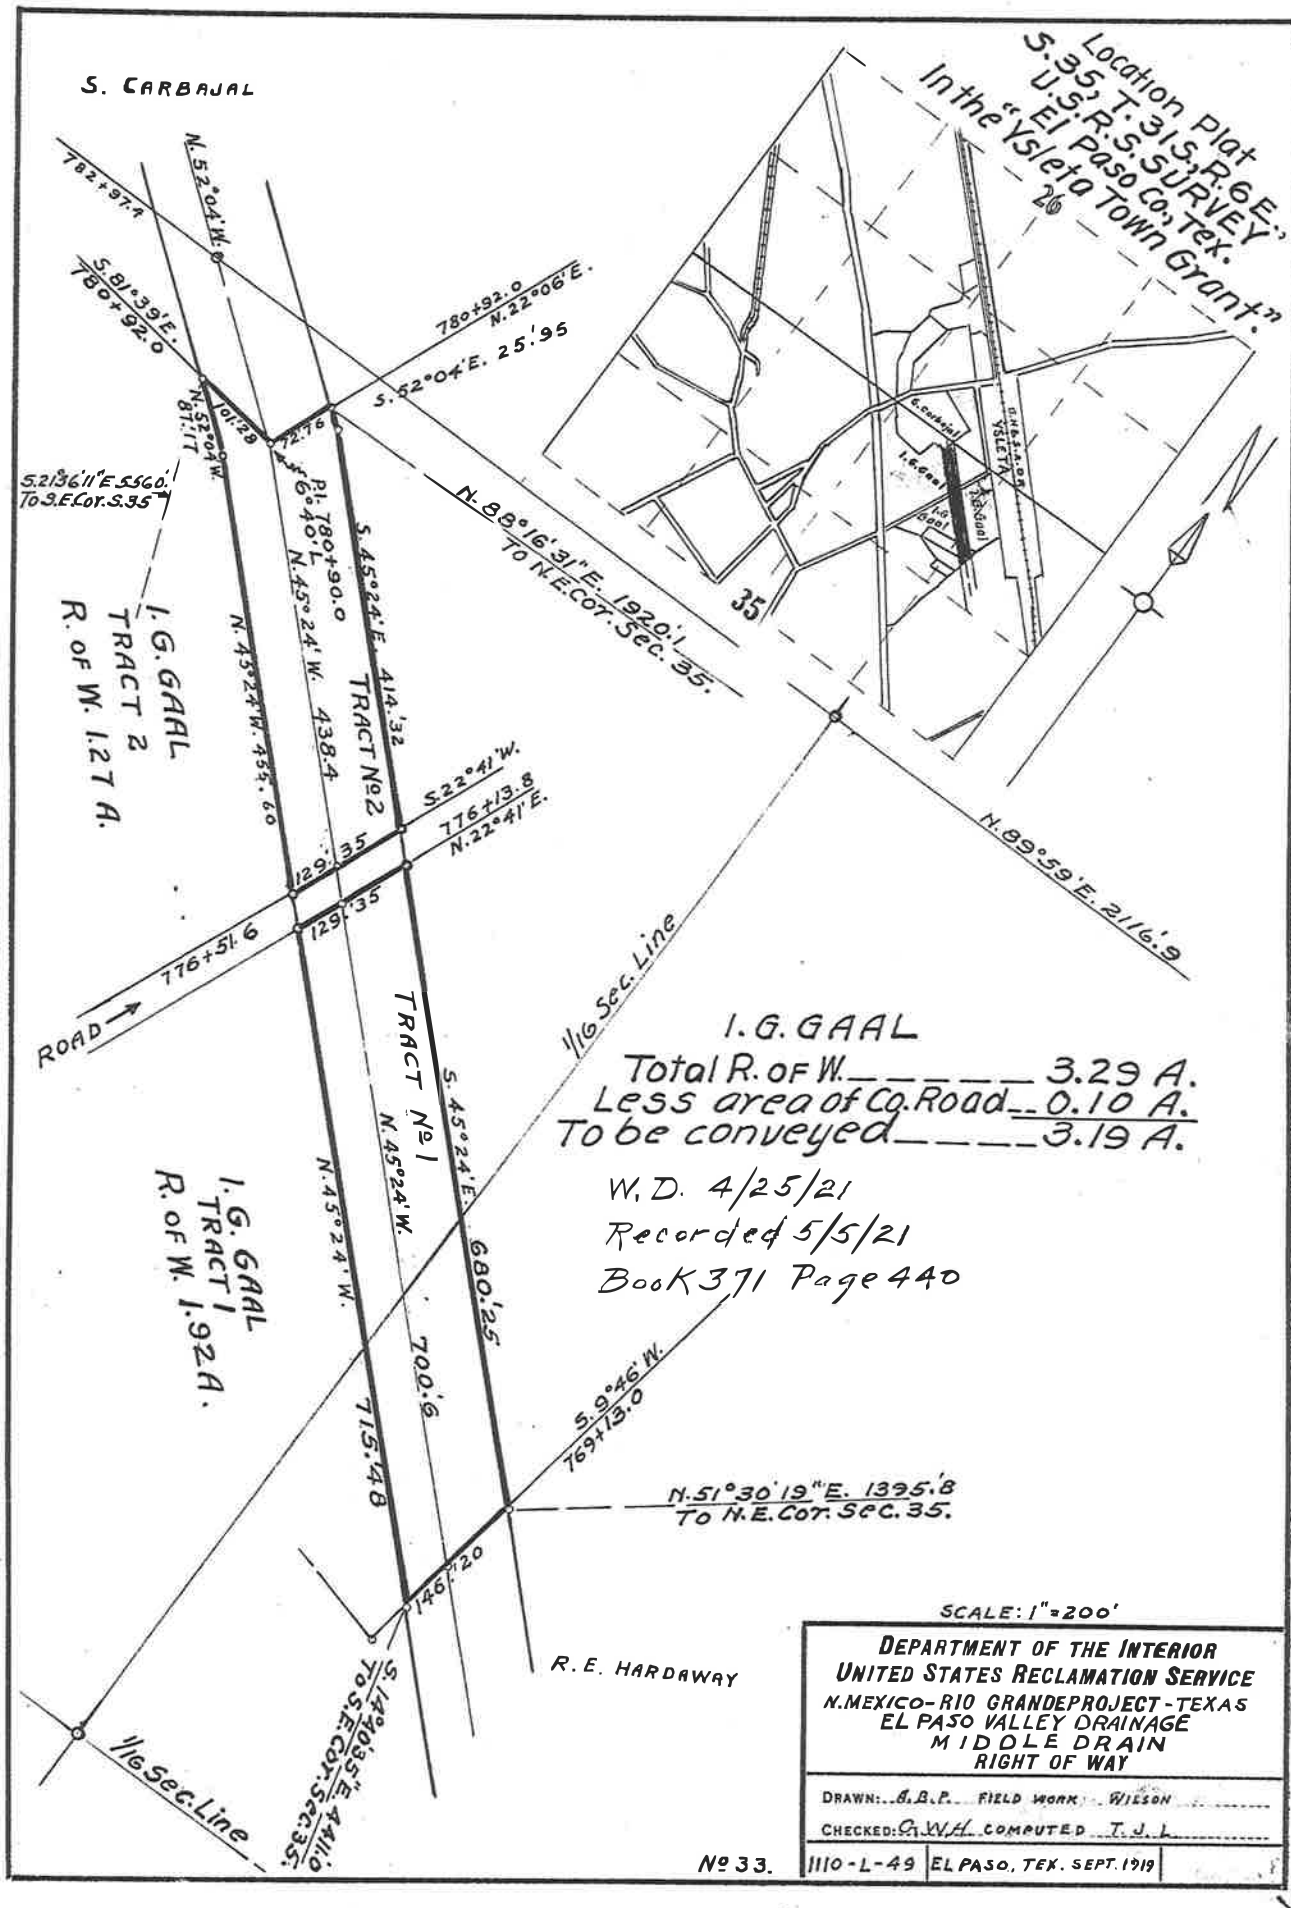 S. CARBAJAL
Location Plat
S.35, T.31S., R.6E.,
U.S.R.S. SURVEY
El Paso Co., Tex.
In the "Ysleta Town Grant."
26
G. Carbajal
I.G. Gaal
I.G.
Gaal
I.G. Gaal
YSLETA
35
782+97.4
N. 52°04'W.
S. 81°39'E.
780+92.0
780+92.0
N. 22°06'E.
S. 52°04'E. 25.'95
N. 52°04'W.
87.'17
101.'28
72.'76
S.21°36'11"E 5560.'
To S.E. Cor. S.35
P.I. 780+90.0
6°40'L
N. 45°24' W. 438.4
S. 45°24' E. 414.'32
N. 88°16'31"E. 1920.'1
TO N.E. COR. SEC. 35.
N. 45°24' W. 455.'60
TRACT Nº 2
I. G. GAAL
TRACT 2
R. OF W. 1.27 A.
S. 22°41' W.
776+13.8
N. 22°41' E.
129.'35
129.'35
776+51.6
ROAD
N. 89°59' E. 2116.'9
1/16 Sec. Line
TRACT Nº 1
S. 45°24' E. 680.'25
N. 45°24' W. 700.'6
N. 45°24' W. 715.'48
I. G. GAAL
TRACT 1
R. OF W. 1.92 A.
I. G. GAAL
Total R. OF W. 3.29 A.
Less area of Co. Road 0.10 A.
To be conveyed 3.19 A.
W. D. 4/25/21
Recorded 5/5/21
Book 371 Page 440
S. 9°46' W.
769+13.0
N. 51°30'19"E. 1395.'8
TO N.E. COR. SEC. 35.
146.'20
R. E. HARDAWAY
S. 14°40'35"E. 4411.'0
TO S.E. COR. SEC. 35.
1/16 Sec. Line
SCALE: 1"=200'
DEPARTMENT OF THE INTERIOR
UNITED STATES RECLAMATION SERVICE
N. MEXICO-RIO GRANDE PROJECT-TEXAS
EL PASO VALLEY DRAINAGE
MIDDLE DRAIN
RIGHT OF WAY
DRAWN: FIELD WORK: WILSON
CHECKED: G.W.H. COMPUTED T. J. L.
Nº 33.
1110-L-49 EL PASO, TEX. SEPT. 1919